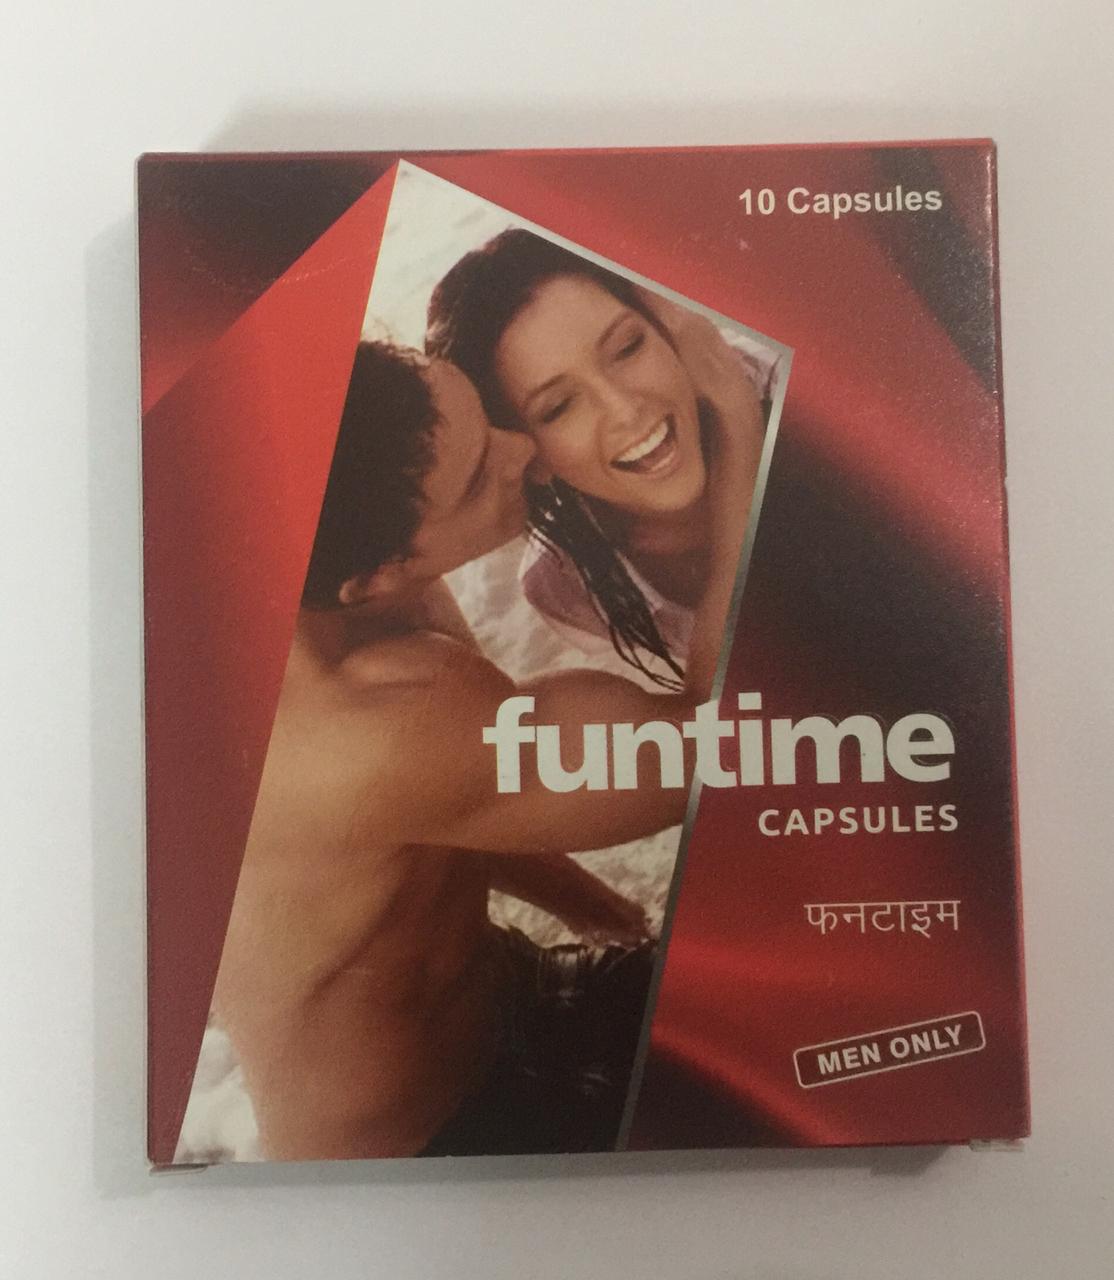 10 Capsules
funtime
CAPSULES
फनटाइम
MEN ONLY